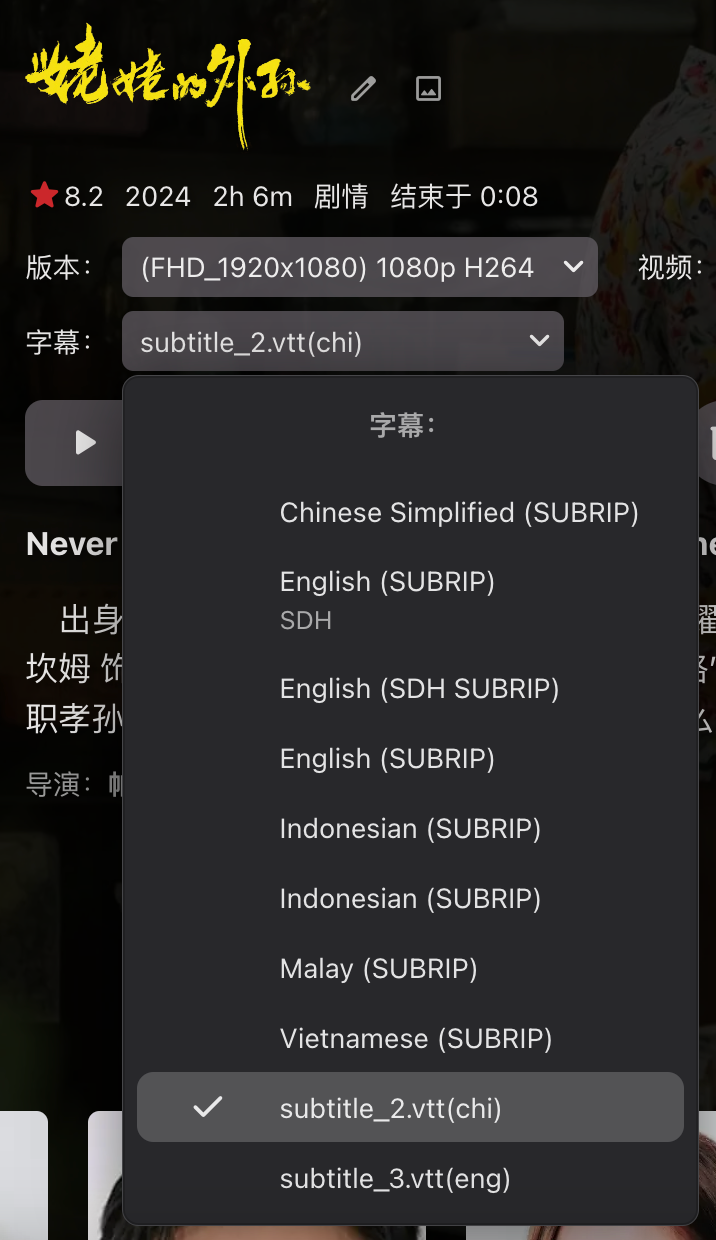 姥姥的外孙
8.2 2024 2h 6m 剧情 结束于 0:08
版本: (FHD_1920x1080) 1080p H264 视频:
字幕: subtitle_2.vtt(chi)
字幕:
Chinese Simplified (SUBRIP)
Never
English (SUBRIP)
出身
SDH
坎姆 饰
English (SDH SUBRIP)
职孝孙
English (SUBRIP)
导演:
Indonesian (SUBRIP)
Indonesian (SUBRIP)
Malay (SUBRIP)
Vietnamese (SUBRIP)
subtitle_2.vtt(chi)
subtitle_3.vtt(eng)